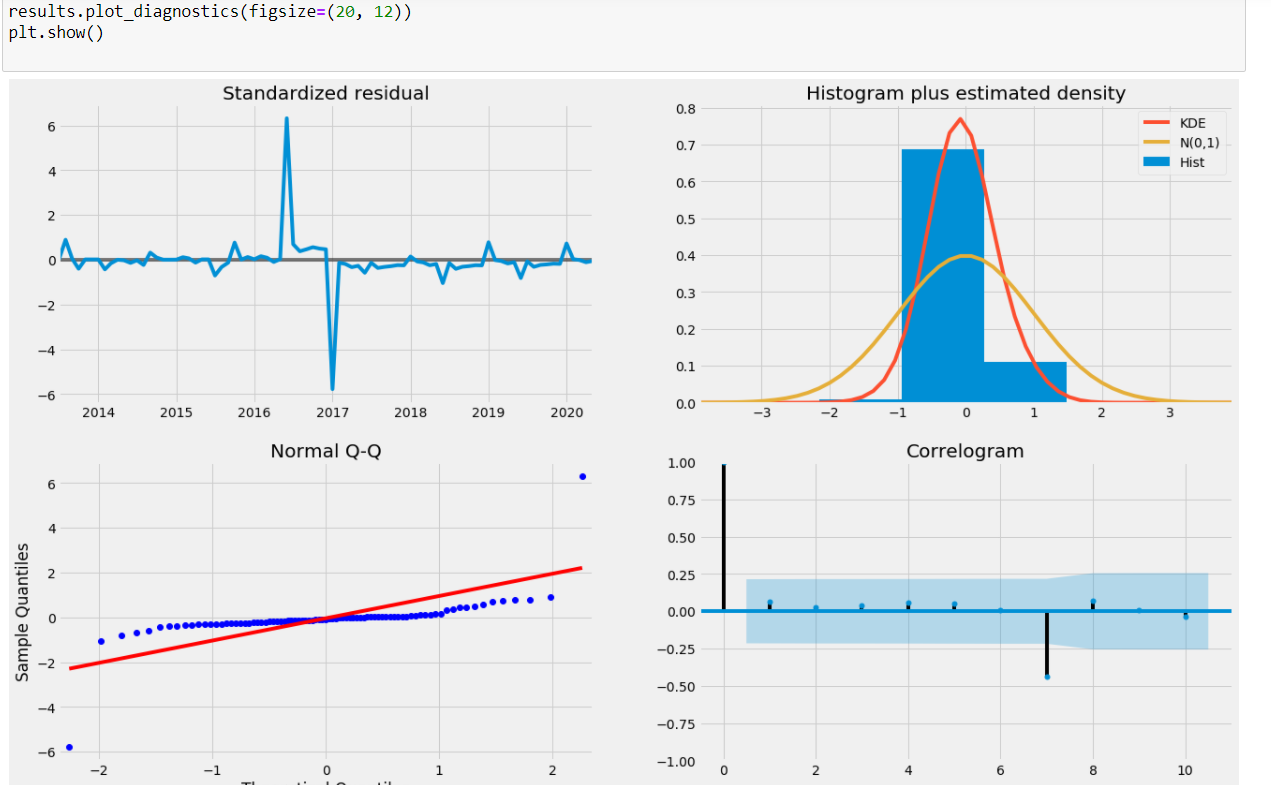 results.plot_diagnostics(figsize=(20, 12))
plt.show()
Standardized residual
6
4
2
0
−2
−4
−6
2014 2015 2016 2017 2018 2019 2020
Histogram plus estimated density
0.8
0.7
0.6
0.5
0.4
0.3
0.2
0.1
0.0
KDE
N(0,1)
Hist
−3 −2 −1 0 1 2 3
Normal Q-Q
Sample Quantiles
6
4
2
0
−2
−4
−6
−2 −1 0 1 2
Correlogram
1.00
0.75
0.50
0.25
0.00
−0.25
−0.50
−0.75
−1.00
0 2 4 6 8 10